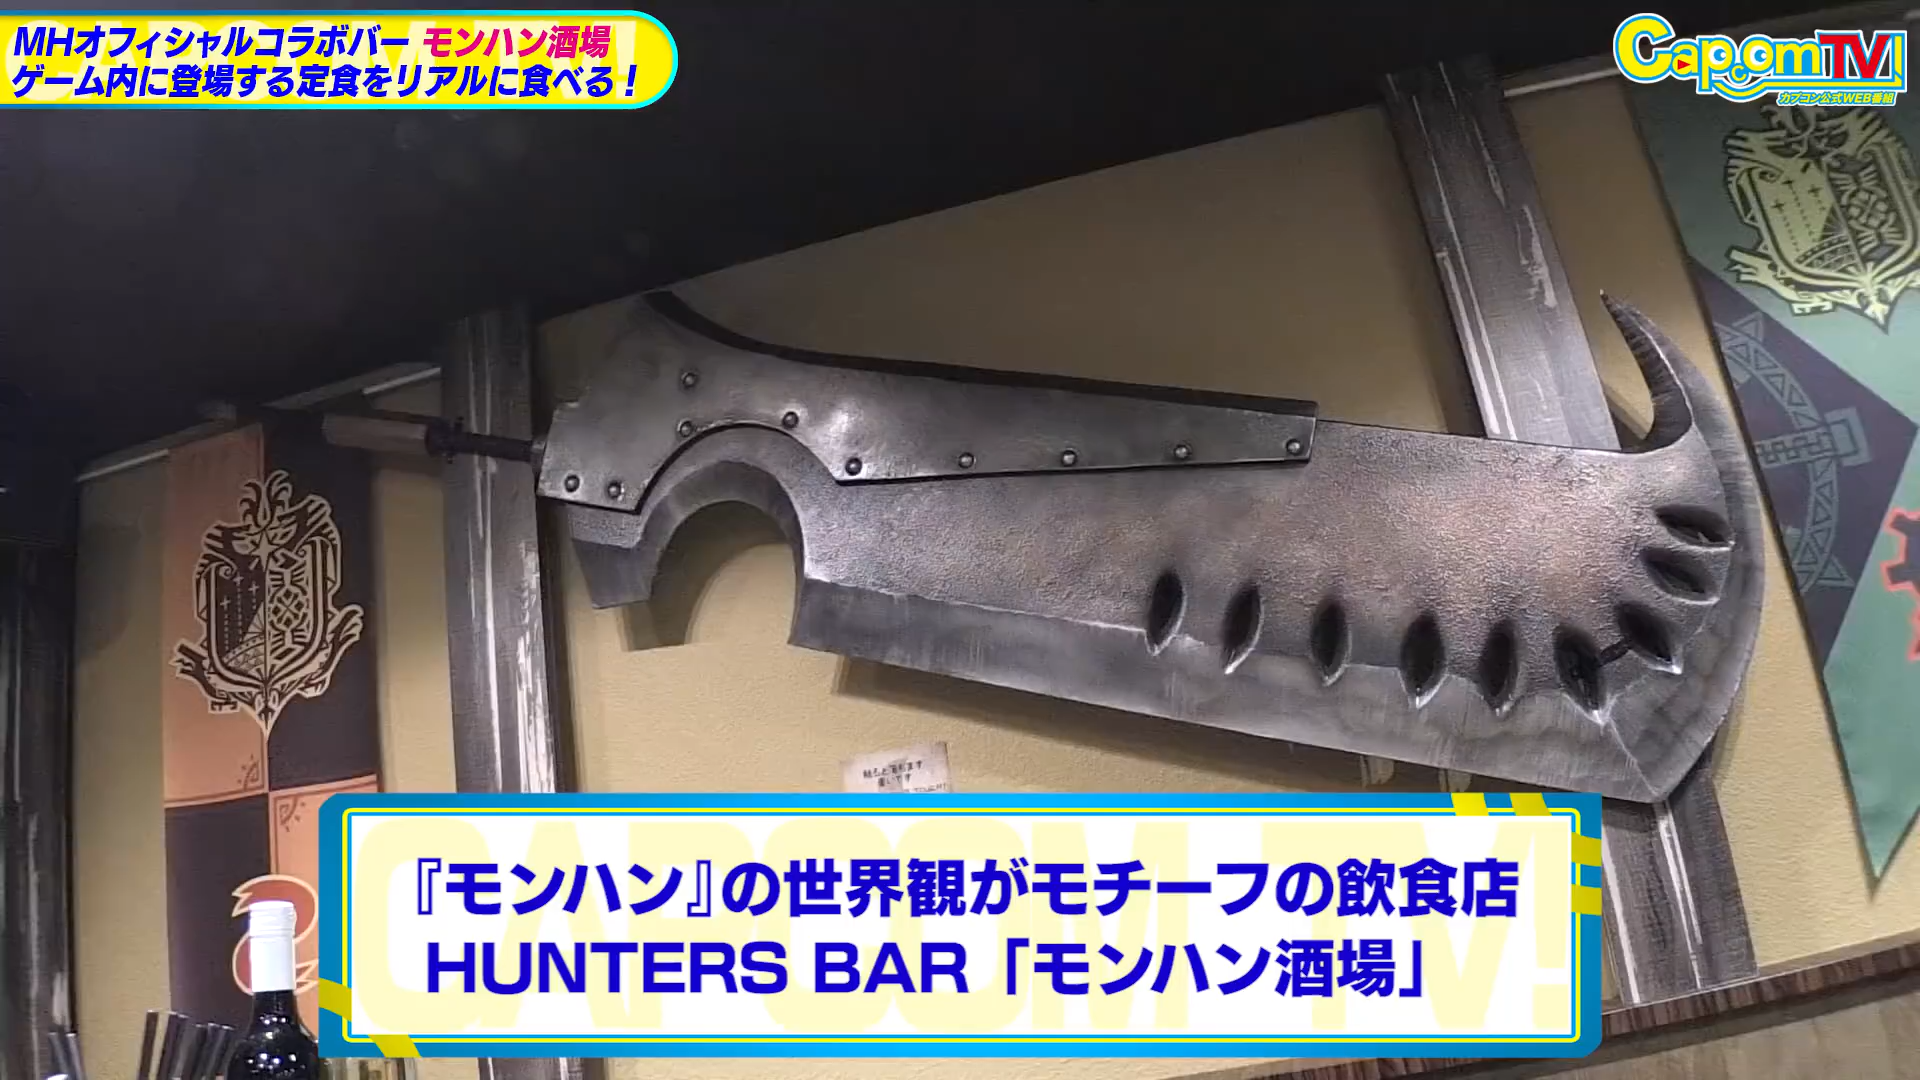 MHオフィシャルコラボバー モンハン酒場
ゲーム内に登場する定食をリアルに食べる！
CapcomTV!
カプコン公式WEB番組
『モンハン』の世界観がモチーフの飲食店
HUNTERS BAR「モンハン酒場」
CAPCOM TV!